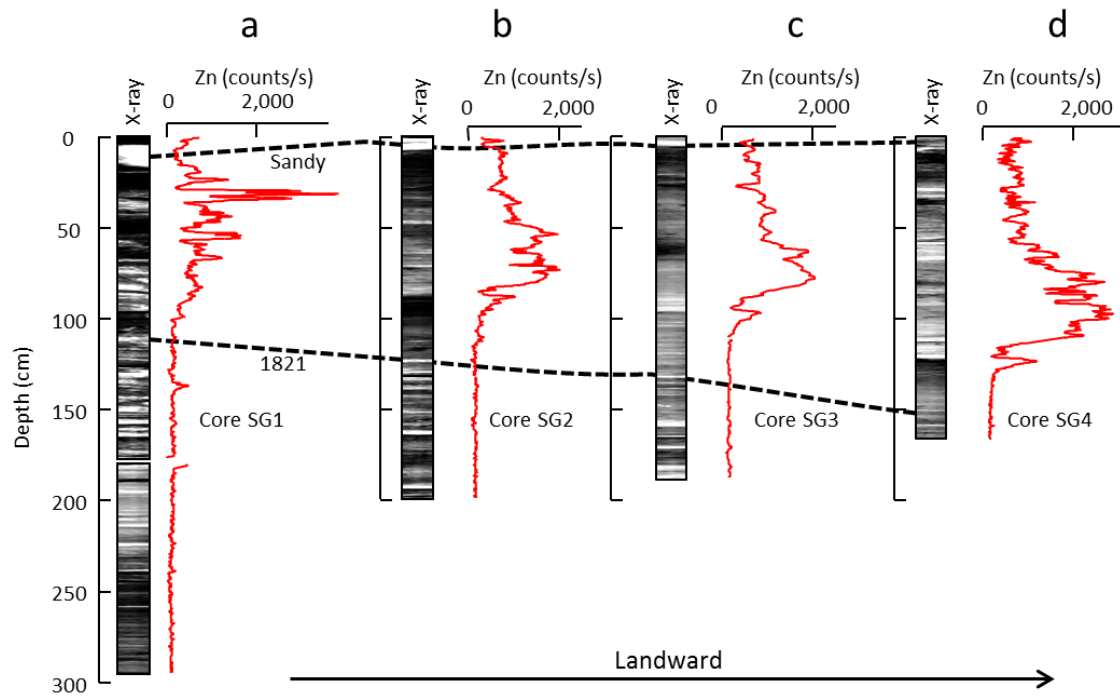 a b c d
Zn (counts/s) Zn (counts/s) Zn (counts/s) Zn (counts/s)
X-ray 0 2,000 X-ray 0 2,000 X-ray 0 2,000 X-ray 0 2,000
0
Sandy
50
100
1821
150
Core SG1 Core SG2 Core SG3 Core SG4
200
250
300
Depth (cm)
Landward